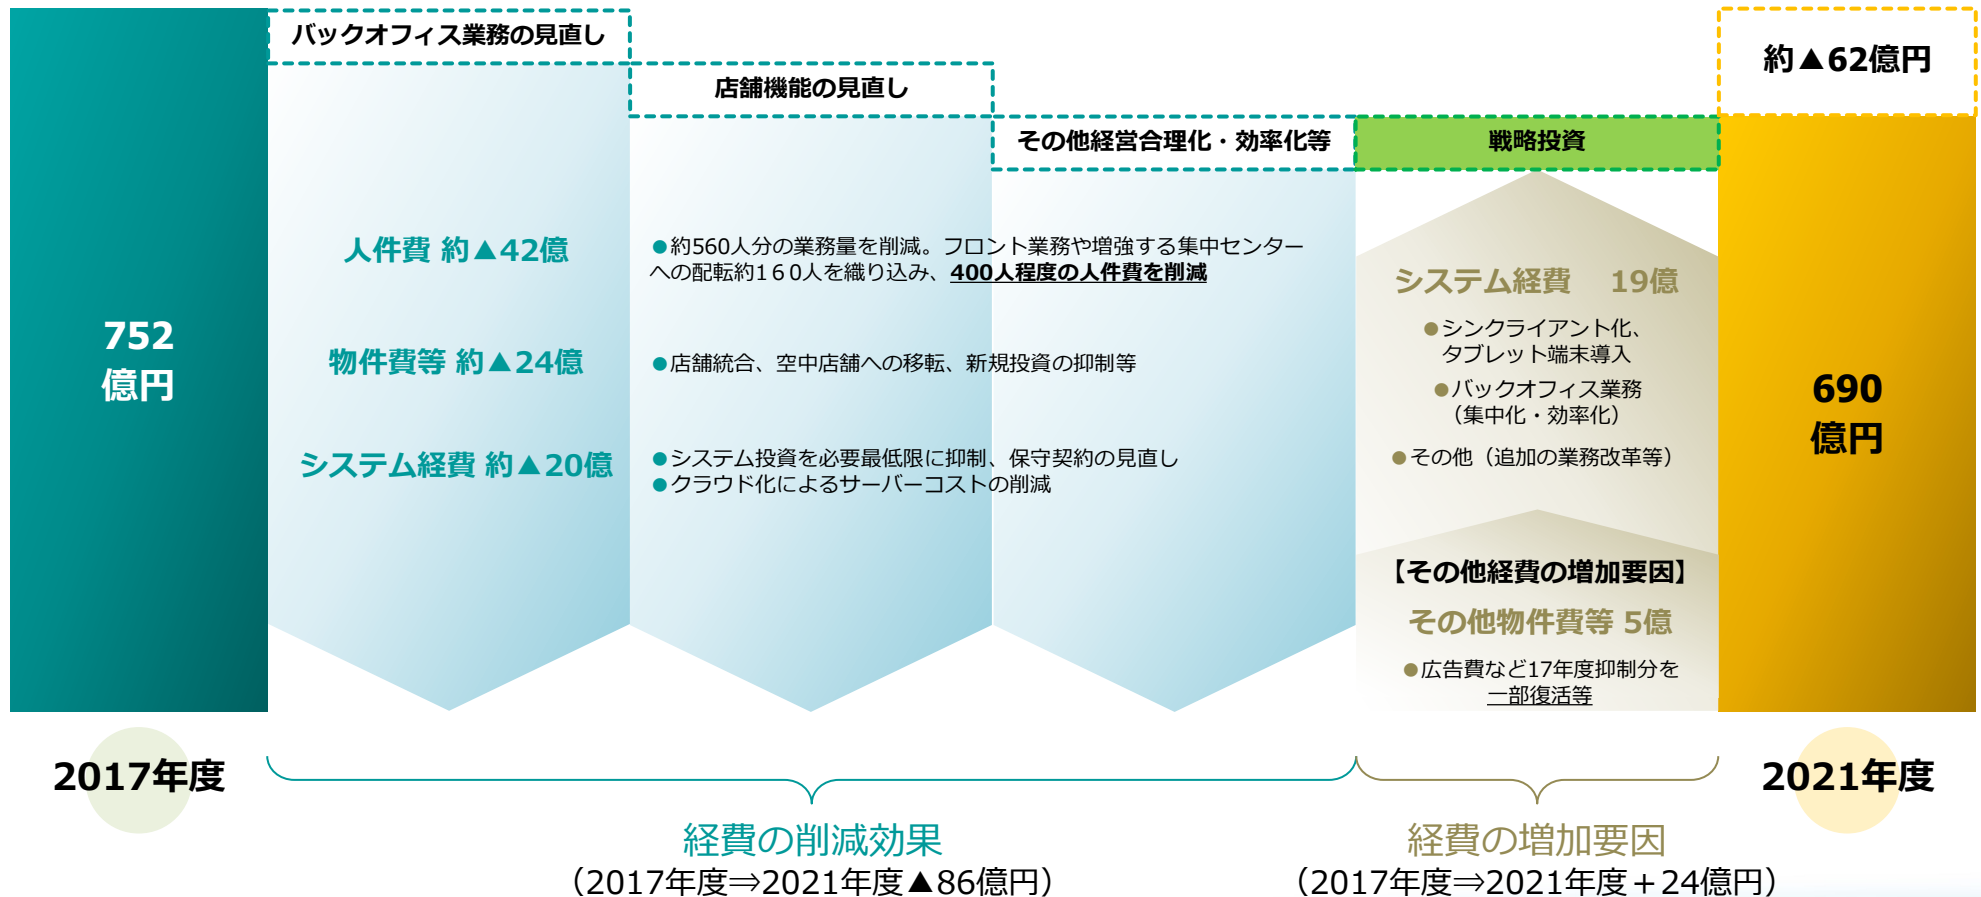 バックオフィス業務の見直し
店舗機能の見直し
その他経営合理化・効率化等
戦略投資
約▲62億円
752
億円
人件費 約▲42億
●約560人分の業務量を削減。フロント業務や増強する集中センター
への配転約160人を織り込み、400人程度の人件費を削減
物件費等 約▲24億
●店舗統合、空中店舗への移転、新規投資の抑制等
システム経費 約▲20億
●システム投資を必要最低限に抑制、保守契約の見直し
●クラウド化によるサーバーコストの削減
システム経費 19億
●シンクライアント化、
タブレット端末導入
●バックオフィス業務
(集中化・効率化)
●その他(追加の業務改革等)
【その他経費の増加要因】
その他物件費等 5億
●広告費など17年度抑制分を
一部復活等
690
億円
2017年度
2021年度
経費の削減効果
(2017年度⇒2021年度▲86億円)
経費の増加要因
(2017年度⇒2021年度+24億円)